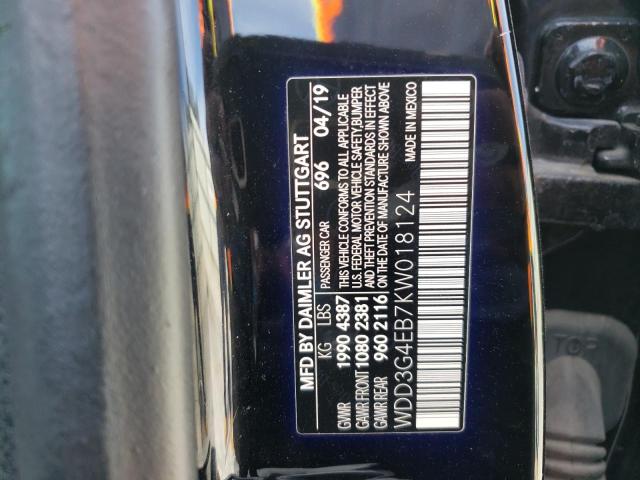 MFD BY DAIMLER AG STUTTGART
PASSENGER CAR 696 04/19
KG LBS
GVWR 1990 4387
GAWR FRONT 1080 2381
GAWR REAR 960 2116
THIS VEHICLE CONFORMS TO ALL APPLICABLE
U.S. FEDERAL MOTOR VEHICLE SAFETY,BUMPER
AND THEFT PREVENTION STANDARDS IN EFFECT
ON THE DATE OF MANUFACTURE SHOWN ABOVE
WDD3G4EB7KW018124
MADE IN MEXICO
TOP